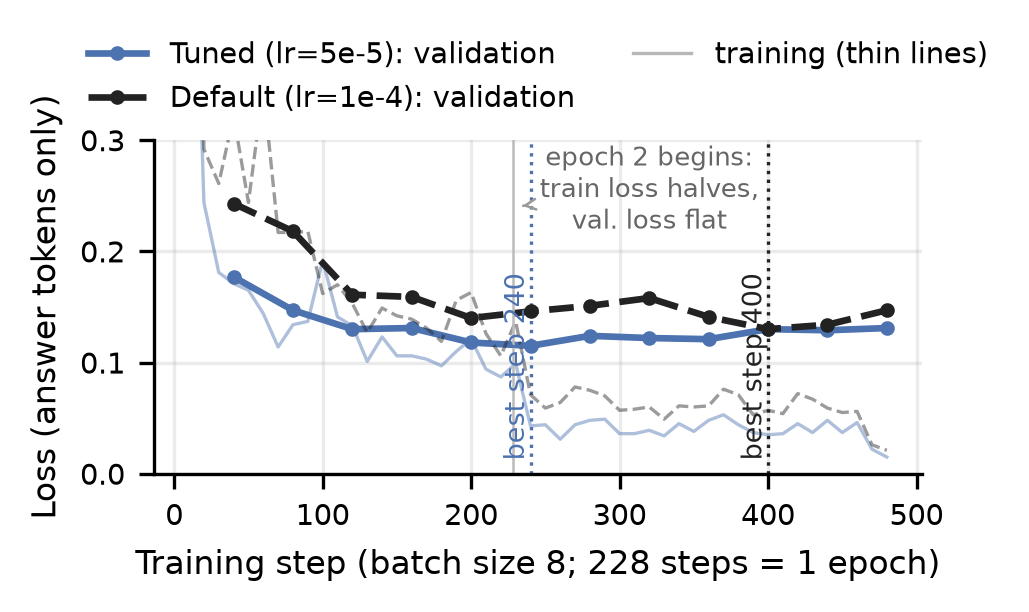 Tuned (lr=5e-5): validation
Default (lr=1e-4): validation
training (thin lines)
Loss (answer tokens only)
0.3
0.2
0.1
0.0
epoch 2 begins:
train loss halves,
val. loss flat
best step 240
best step 400
0 100 200 300 400 500
Training step (batch size 8; 228 steps = 1 epoch)